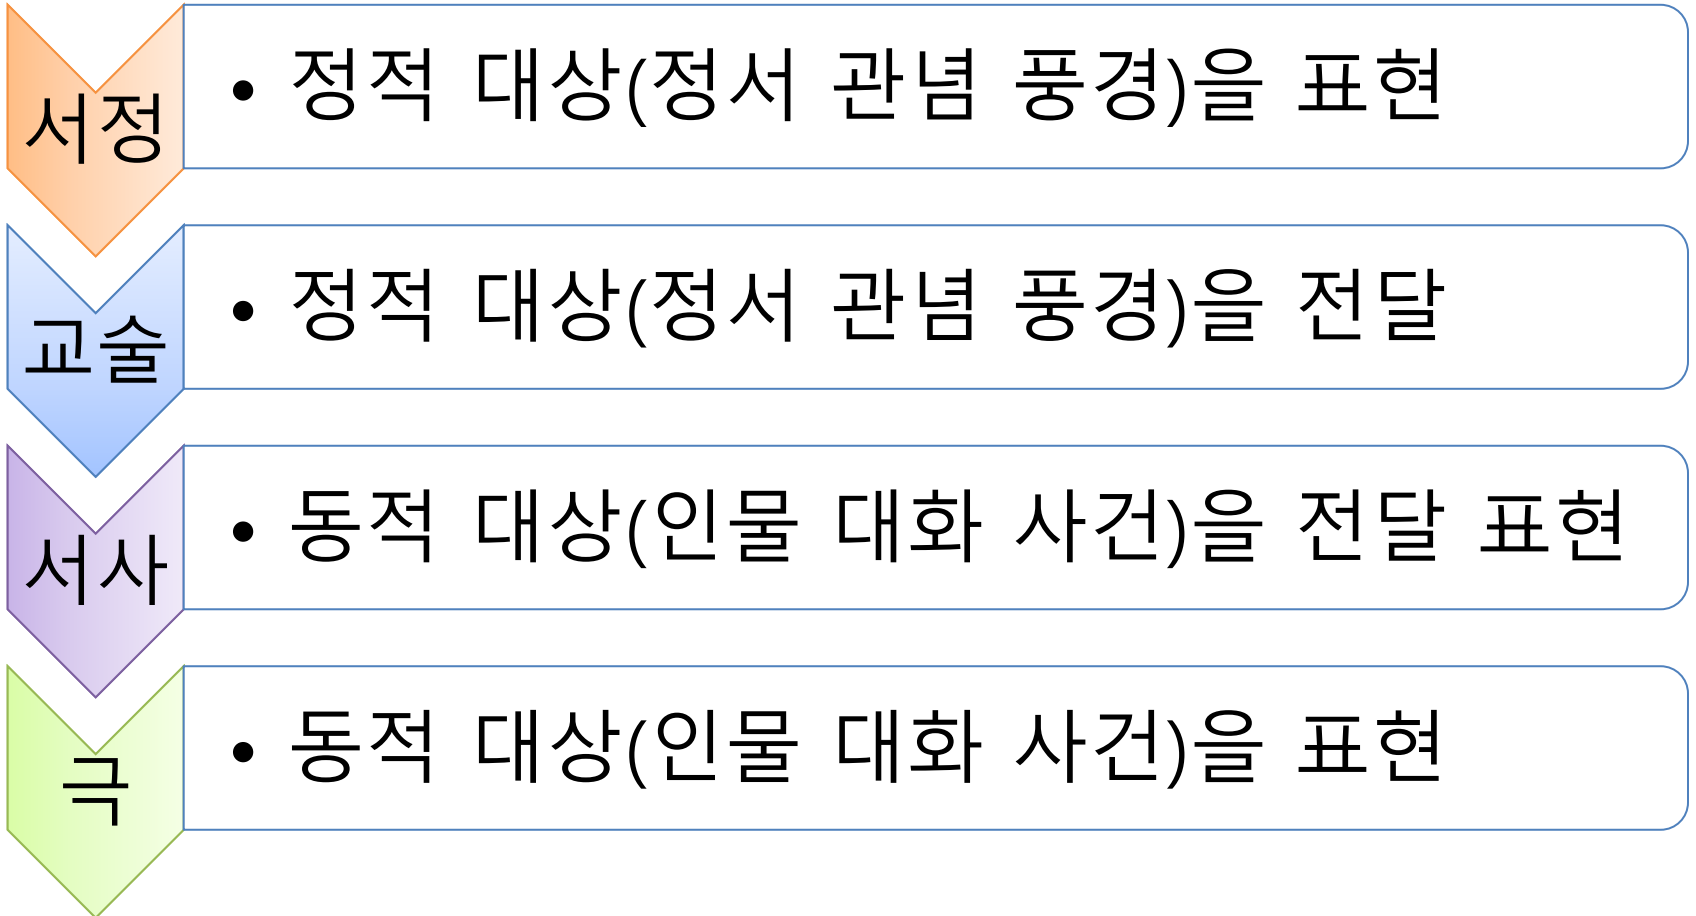 서정
• 정적 대상(정서 관념 풍경)을 표현
교술
• 정적 대상(정서 관념 풍경)을 전달
서사
• 동적 대상(인물 대화 사건)을 전달 표현
극
• 동적 대상(인물 대화 사건)을 표현